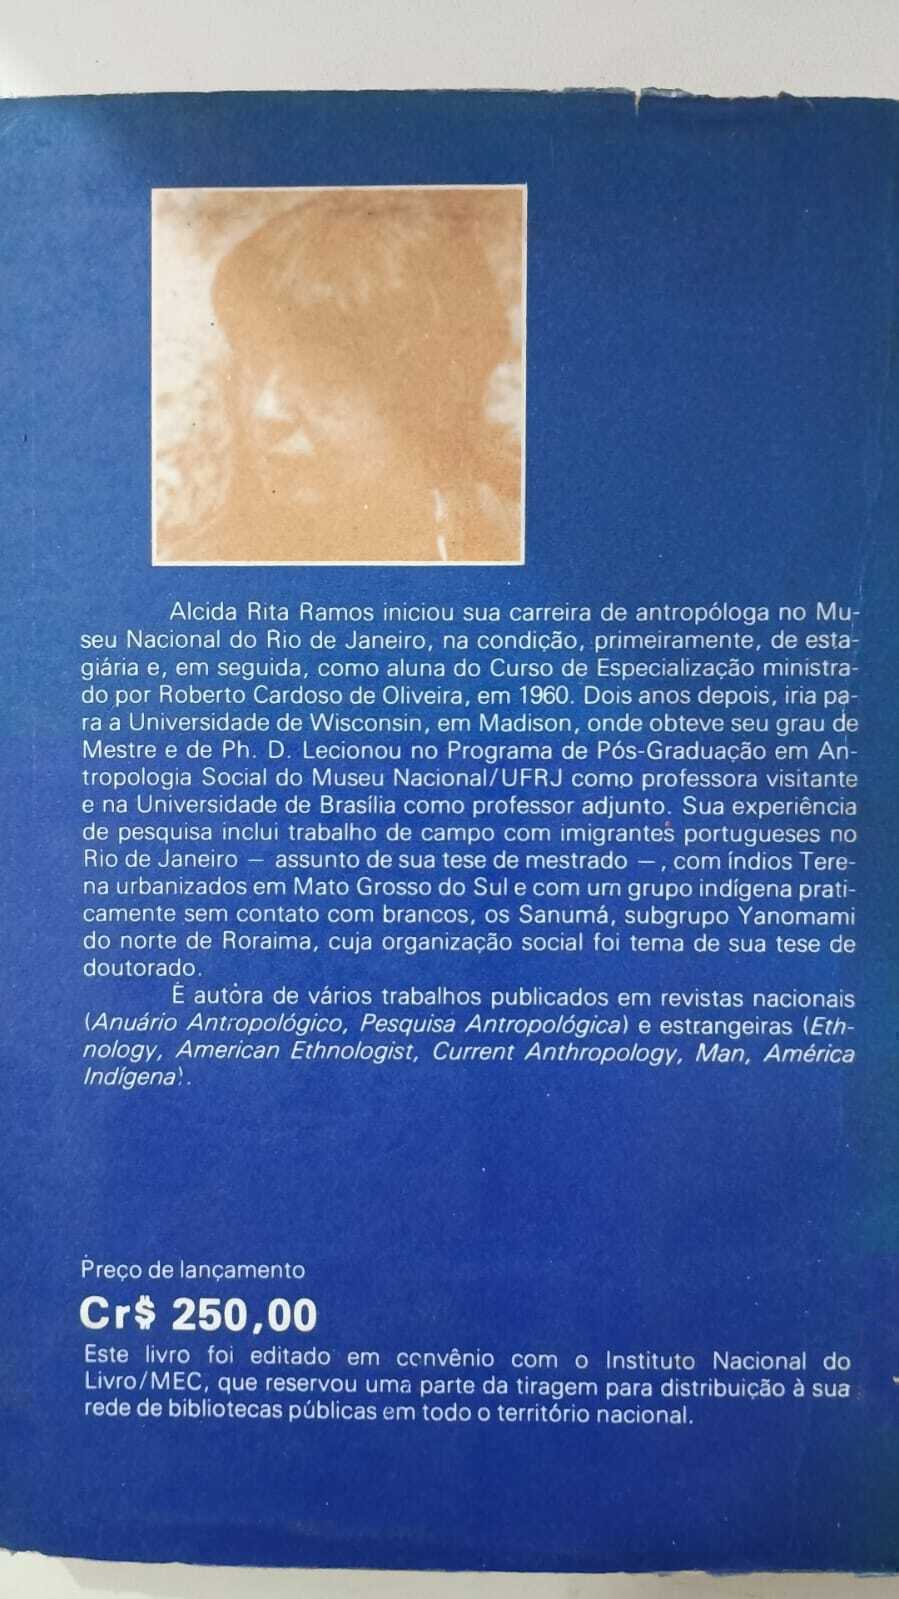 Alcida Rita Ramos iniciou sua carreira de antropóloga no Mu-
seu Nacional do Rio de Janeiro, na condição, primeiramente, de esta-
giária e, em seguida, como aluna do Curso de Especialização ministra-
do por Roberto Cardoso de Oliveira, em 1960. Dois anos depois, iria pa-
ra a Universidade de Wisconsin, em Madison, onde obteve seu grau de
Mestre e de Ph. D. Lecionou no Programa de Pós-Graduação em An-
tropologia Social do Museu Nacional/UFRJ como professora visitante
e na Universidade de Brasília como professor adjunto. Sua experiência
de pesquisa inclui trabalho de campo com imigrantes portugueses no
Rio de Janeiro — assunto de sua tese de mestrado —, com índios Tere-
na urbanizados em Mato Grosso do Sul e com um grupo indígena prati-
camente sem contato com brancos, os Sanumá, subgrupo Yanomami
do norte de Roraima, cuja organização social foi tema de sua tese de
doutorado.
É autora de vários trabalhos publicados em revistas nacionais
(Anuário Antropológico, Pesquisa Antropológica) e estrangeiras (Eth-
nology, American Ethnologist, Current Anthropology, Man, América
Indígena).
Preço de lançamento
Cr$ 250,00
Este livro foi editado em convênio com o Instituto Nacional do
Livro/MEC, que reservou uma parte da tiragem para distribuição à sua
rede de bibliotecas públicas em todo o território nacional.